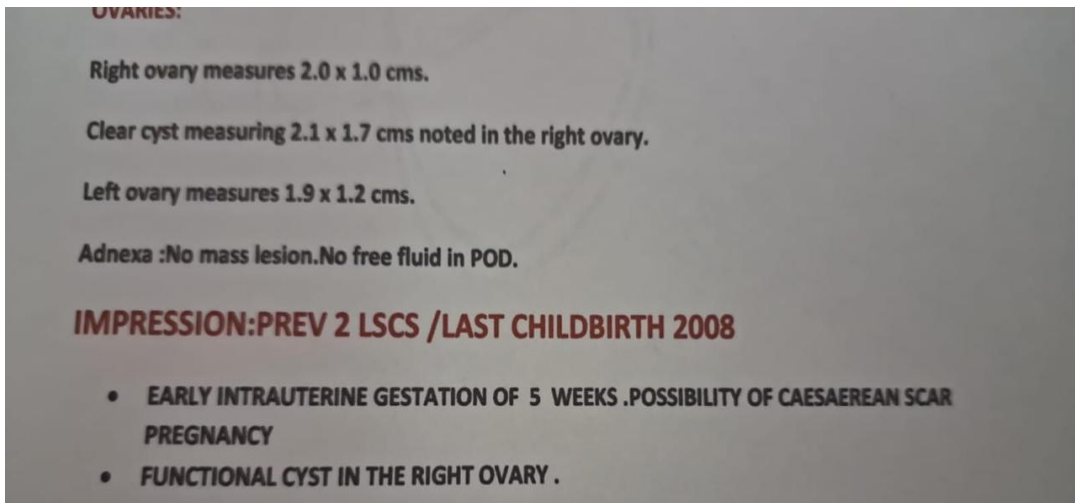 OVARIES:
Right ovary measures 2.0 x 1.0 cms.
Clear cyst measuring 2.1 x 1.7 cms noted in the right ovary.
Left ovary measures 1.9 x 1.2 cms.
Adnexa :No mass lesion.No free fluid in POD.
IMPRESSION:PREV 2 LSCS /LAST CHILDBIRTH 2008
• EARLY INTRAUTERINE GESTATION OF 5 WEEKS .POSSIBILITY OF CAESAEREAN SCAR
PREGNANCY
• FUNCTIONAL CYST IN THE RIGHT OVARY .